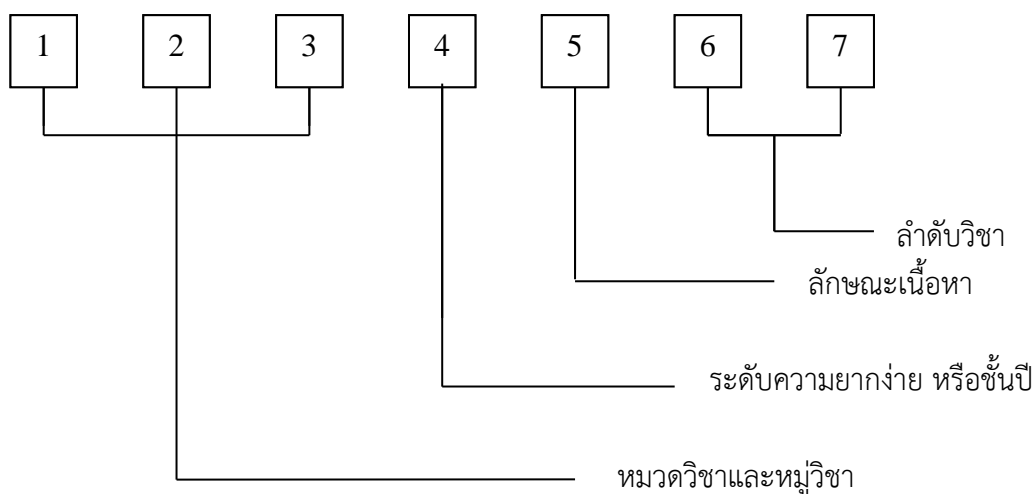 1 2 3 4 5 6 7
ลำดับวิชา
ลักษณะเนื้อหา
ระดับความยากง่าย หรือชั้นปี
หมวดวิชาและหมู่วิชา